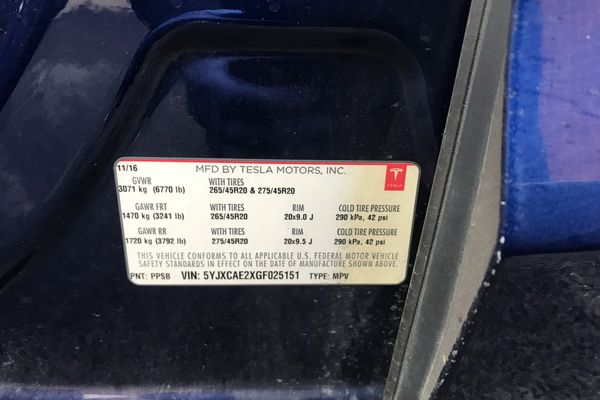 11/16 MFD BY TESLA MOTORS, INC.
GVWR WITH TIRES
3071 kg (6770 lb) 265/45R20 & 275/45R20
TESLA
GAWR FRT WITH TIRES RIM COLD TIRE PRESSURE
1470 kg (3241 lb) 265/45R20 20x9.0 J 290 kPa, 42 psi
GAWR RR WITH TIRES RIM COLD TIRE PRESSURE
1720 kg (3792 lb) 275/45R20 20x9.5 J 290 kPa, 42 psi
THIS VEHICLE CONFORMS TO ALL APPLICABLE U.S. FEDERAL MOTOR VEHICLE
SAFETY STANDARDS IN EFFECT ON THE DATE OF MANUFACTURE SHOWN ABOVE.
PNT: PPSB VIN: 5YJXCAE2XGF025151 TYPE: MPV